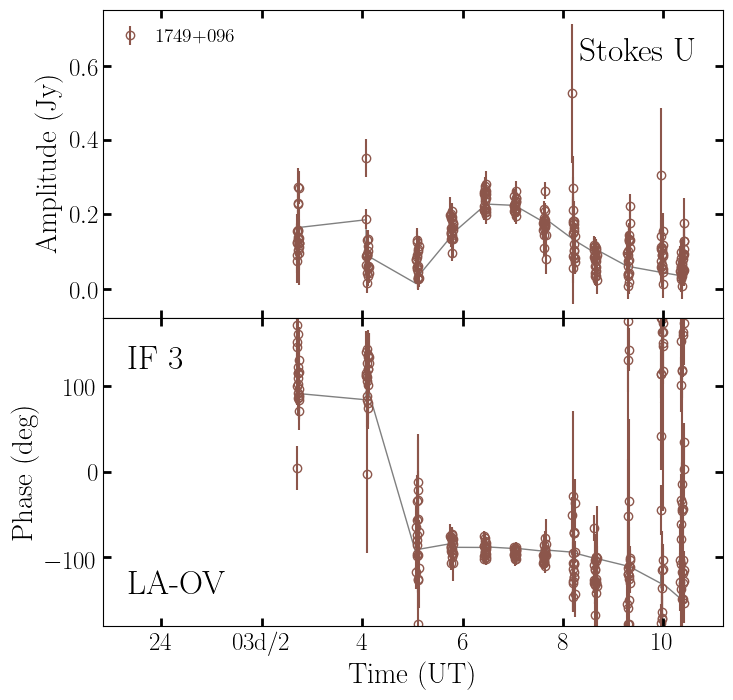 1749+096
Stokes U
Amplitude (Jy)
0.6
0.4
0.2
0.0
IF 3
Phase (deg)
100
0
−100
LA-OV
24 03d/2 4 6 8 10
Time (UT)